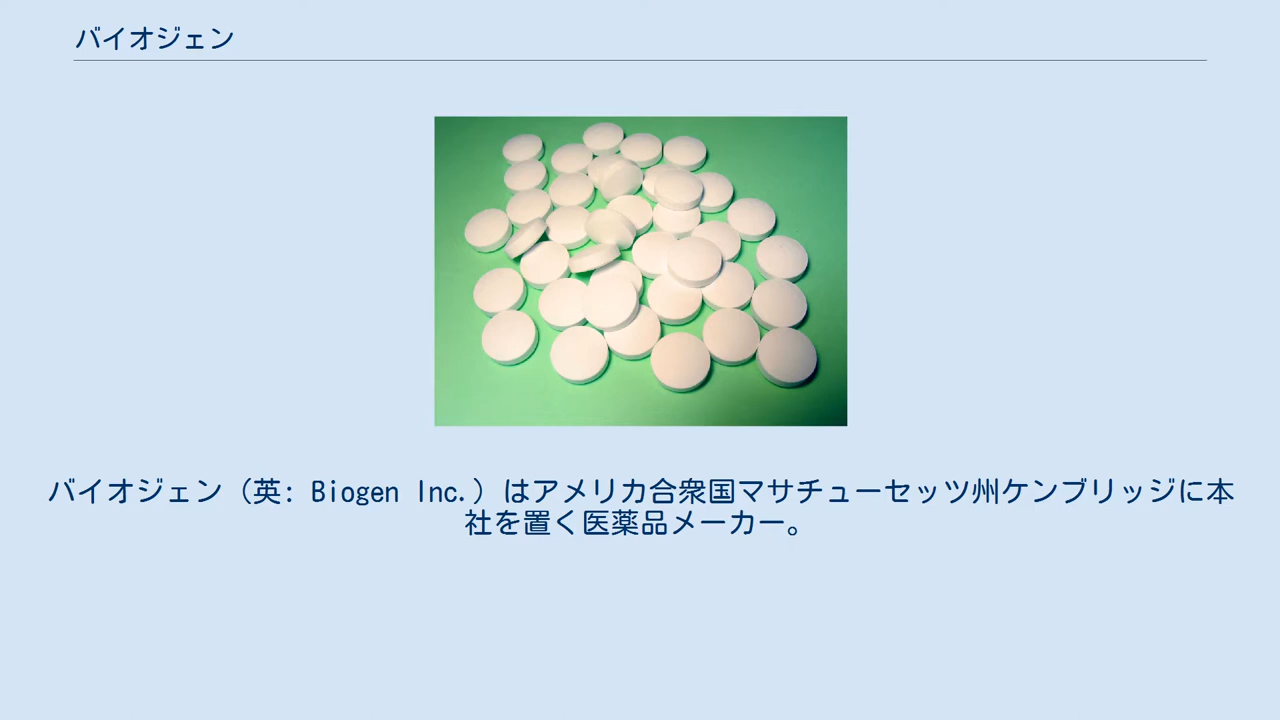 バイオジェン
バイオジェン（英: Biogen Inc.）はアメリカ合衆国マサチューセッツ州ケンブリッジに本
社を置く医薬品メーカー。